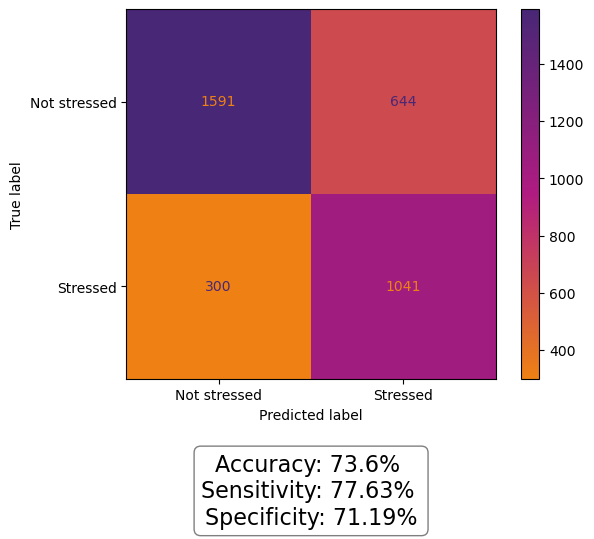 True label
Not stressed
1591
644
Stressed
300
1041
Not stressed
Stressed
Predicted label
1400
1200
1000
800
600
400
Accuracy: 73.6%
Sensitivity: 77.63%
Specificity: 71.19%